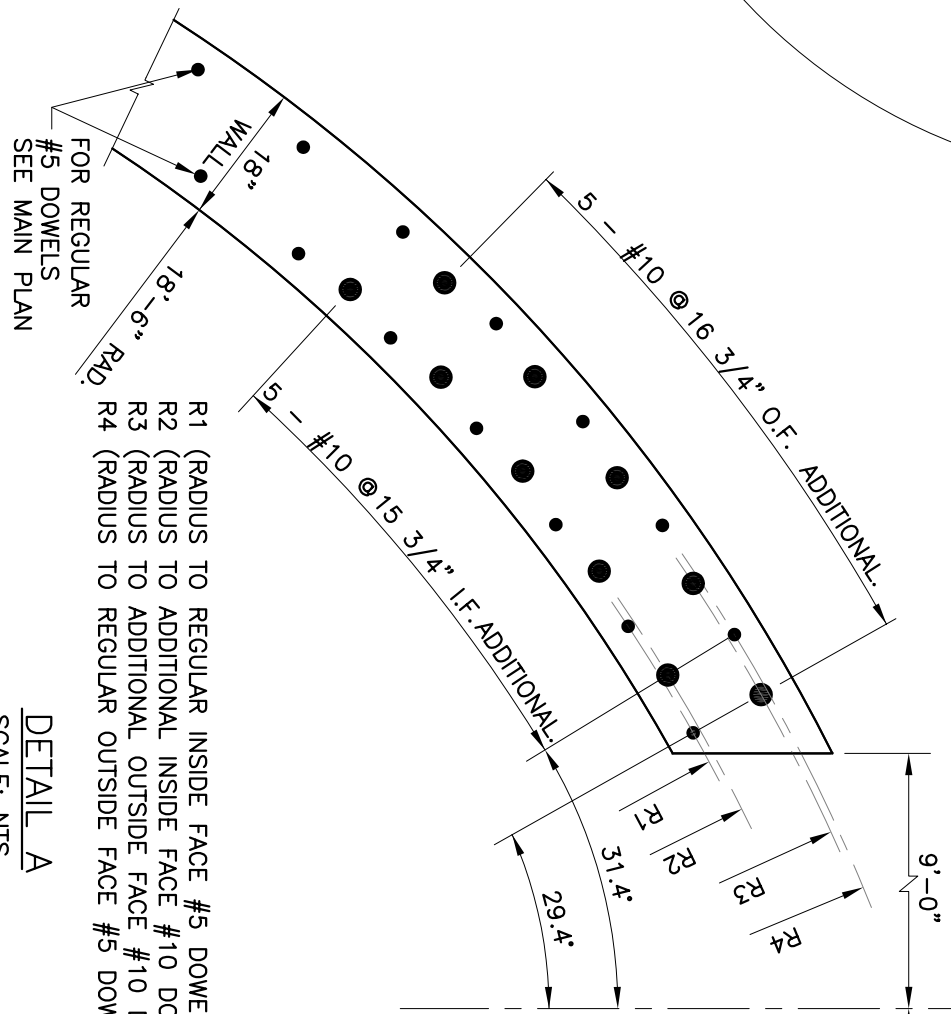 5 – #10 @16 3/4" O.F. ADDITIONAL.
18"
WALL
FOR REGULAR
#5 DOWELS
SEE MAIN PLAN
18'-6" RAD.
5 – #10 @15 3/4" I.F. ADDITIONAL.
R1 (RADIUS TO REGULAR INSIDE FACE #5 DOWE
R2 (RADIUS TO ADDITIONAL INSIDE FACE #10 DO
R3 (RADIUS TO ADDITIONAL OUTSIDE FACE #10
R4 (RADIUS TO REGULAR OUTSIDE FACE #5 DOW
R1
R2
R3
R4
31.4°
29.4°
9'-0"
DETAIL A
SCALE: NTS